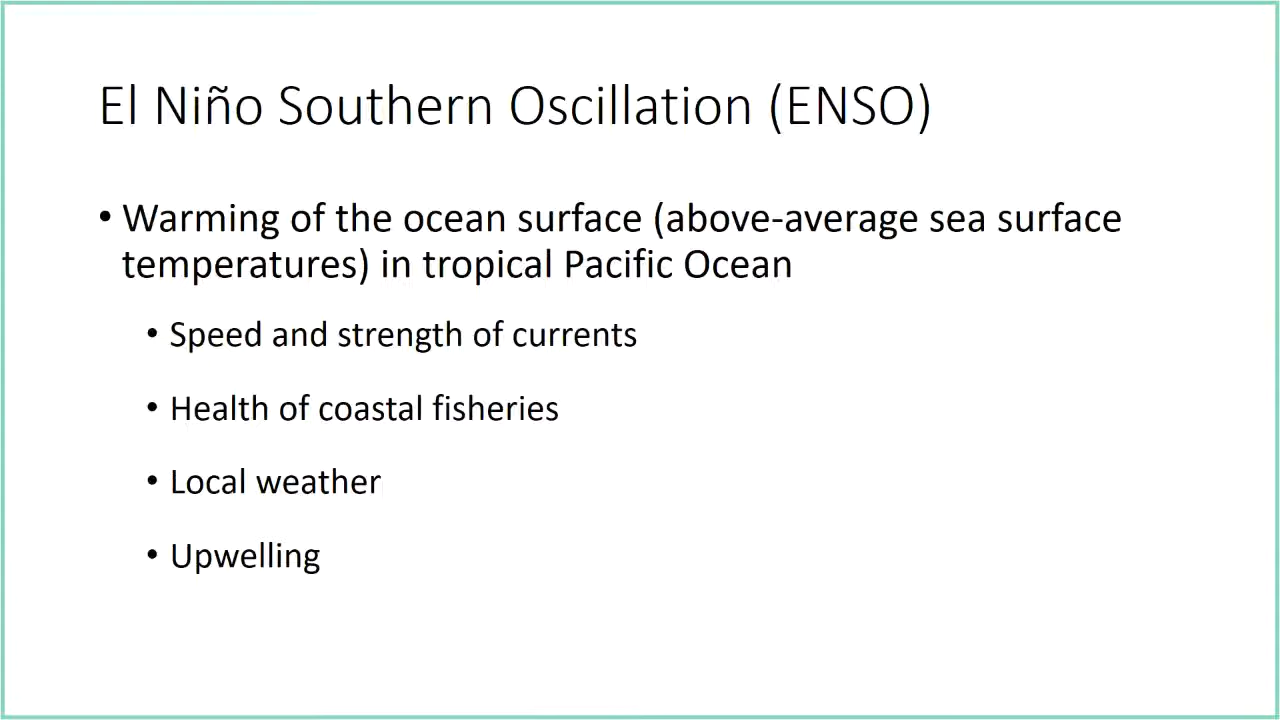 El Niño Southern Oscillation (ENSO)
• Warming of the ocean surface (above-average sea surface
temperatures) in tropical Pacific Ocean
• Speed and strength of currents
• Health of coastal fisheries
• Local weather
• Upwelling